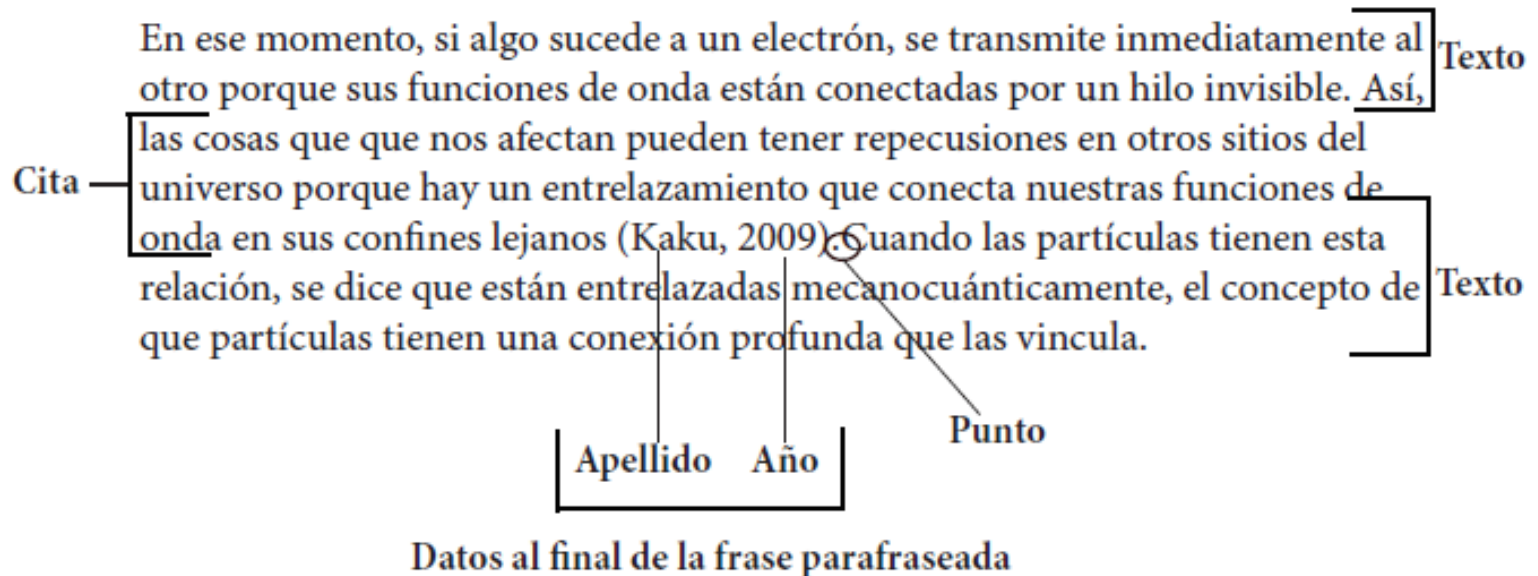 En ese momento, si algo sucede a un electrón, se transmite inmediatamente al
Texto
otro porque sus funciones de onda están conectadas por un hilo invisible. Así,
las cosas que que nos afectan pueden tener repecusiones en otros sitios del
Cita
universo porque hay un entrelazamiento que conecta nuestras funciones de
onda en sus confines lejanos (Kaku, 2009).Cuando las partículas tienen esta
relación, se dice que están entrelazadas mecanocuánticamente, el concepto de
Texto
que partículas tienen una conexión profunda que las vincula.
Punto
Apellido Año
Datos al final de la frase parafraseada